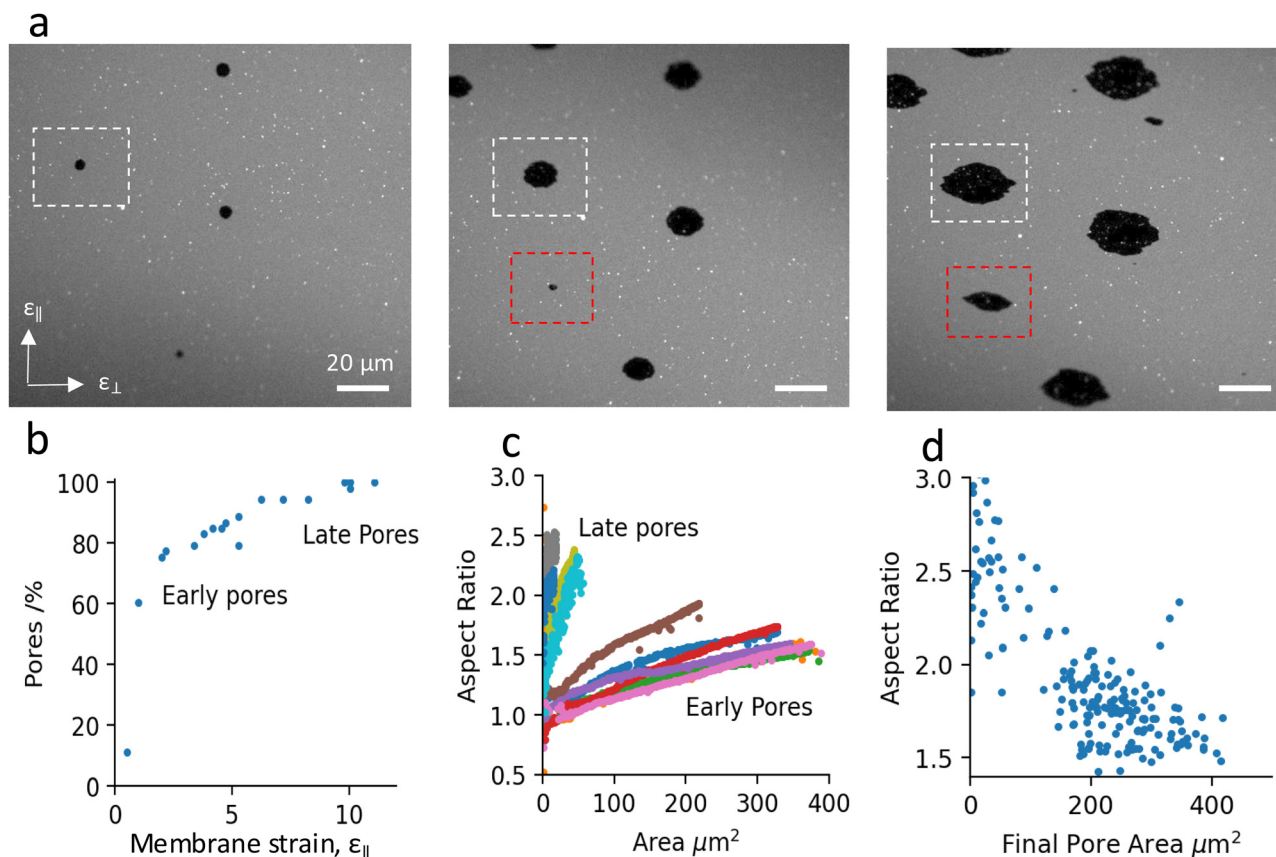 a
ε∥
ε⊥
20 μm
b
100
80
60
40
20
0
Pores /%
Late Pores
Early pores
0 5 10
Membrane strain, ε∥
c
3.0
2.5
2.0
1.5
1.0
0.5
Aspect Ratio
Late pores
Early Pores
0 100 200 300 400
Area μm²
d
3.0
2.5
2.0
1.5
Aspect Ratio
0 200 400
Final Pore Area μm²